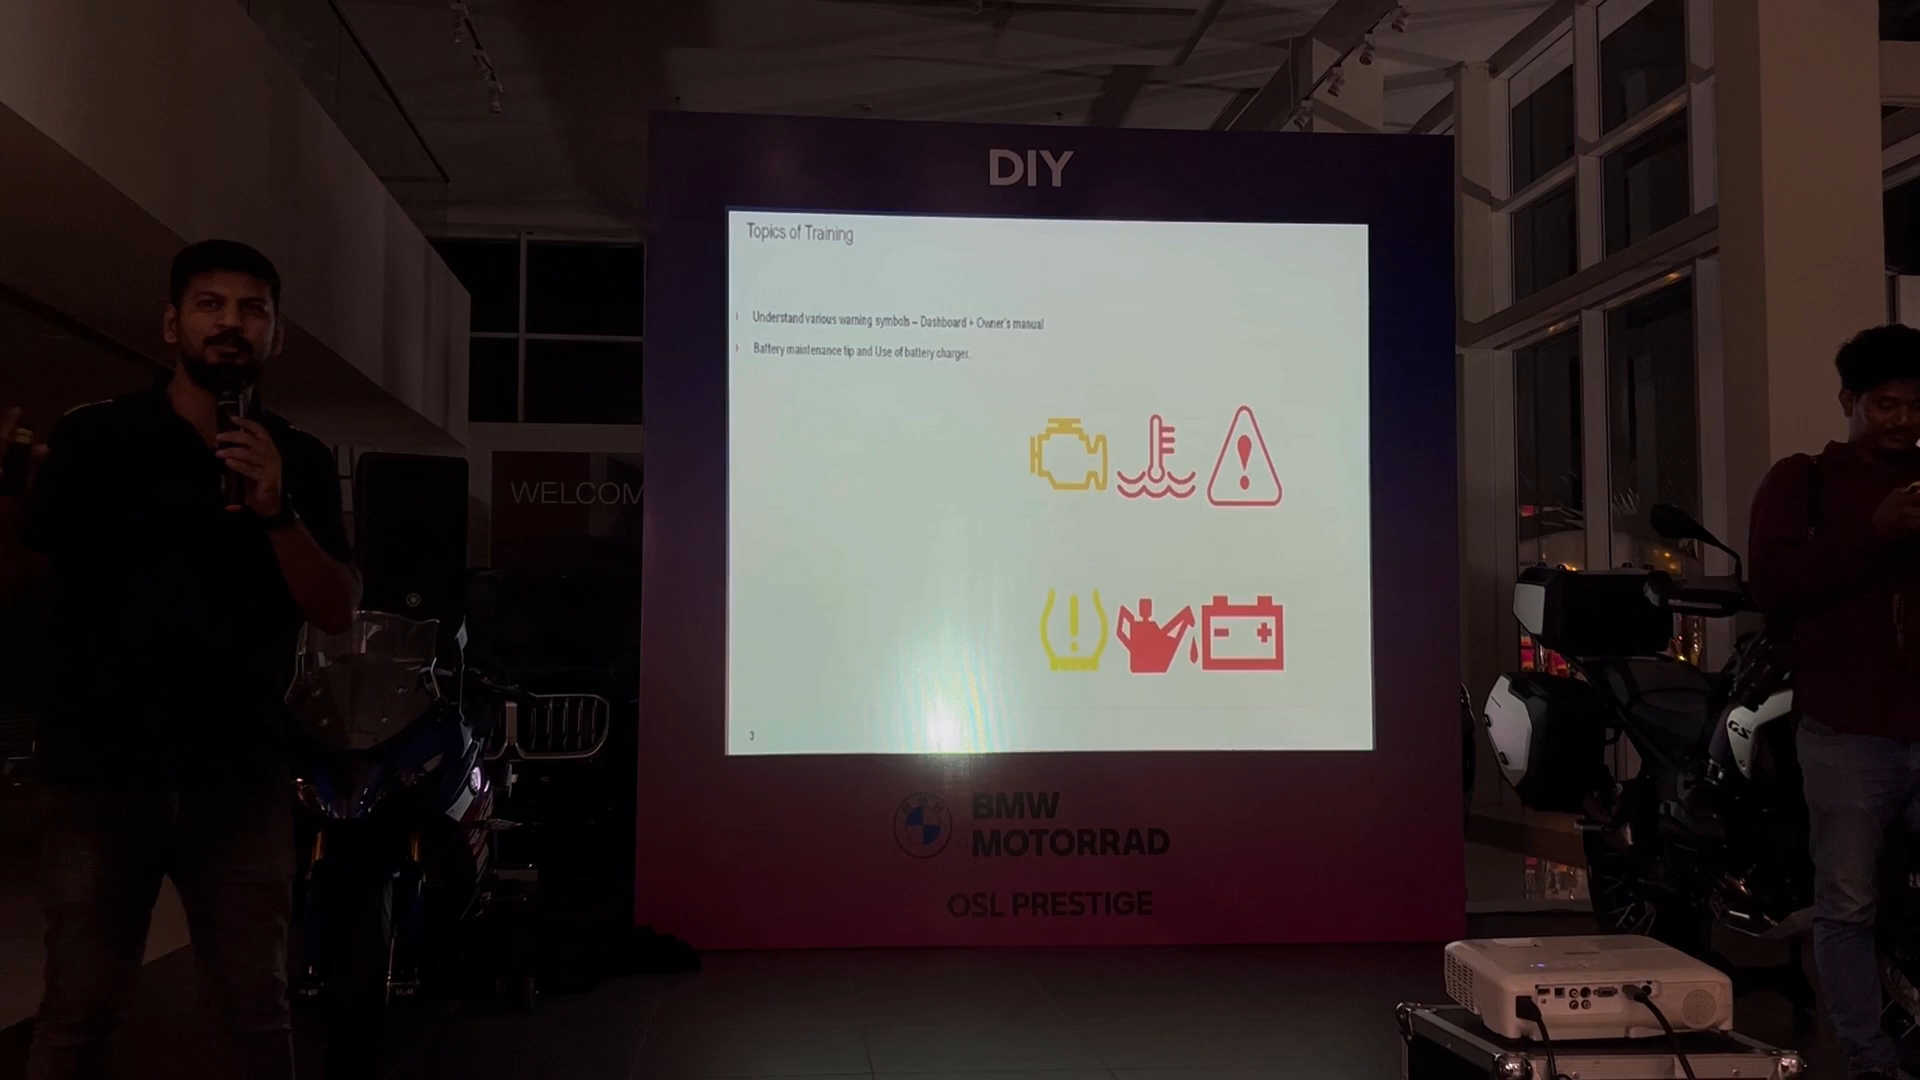 DIY
Topics of Training
Understand various warning symbols – Dashboard + Owner's manual
Battery maintenance tip and Use of battery charger.
WELCOM
GS
3
BMW
MOTORRAD
OSL PRESTIGE